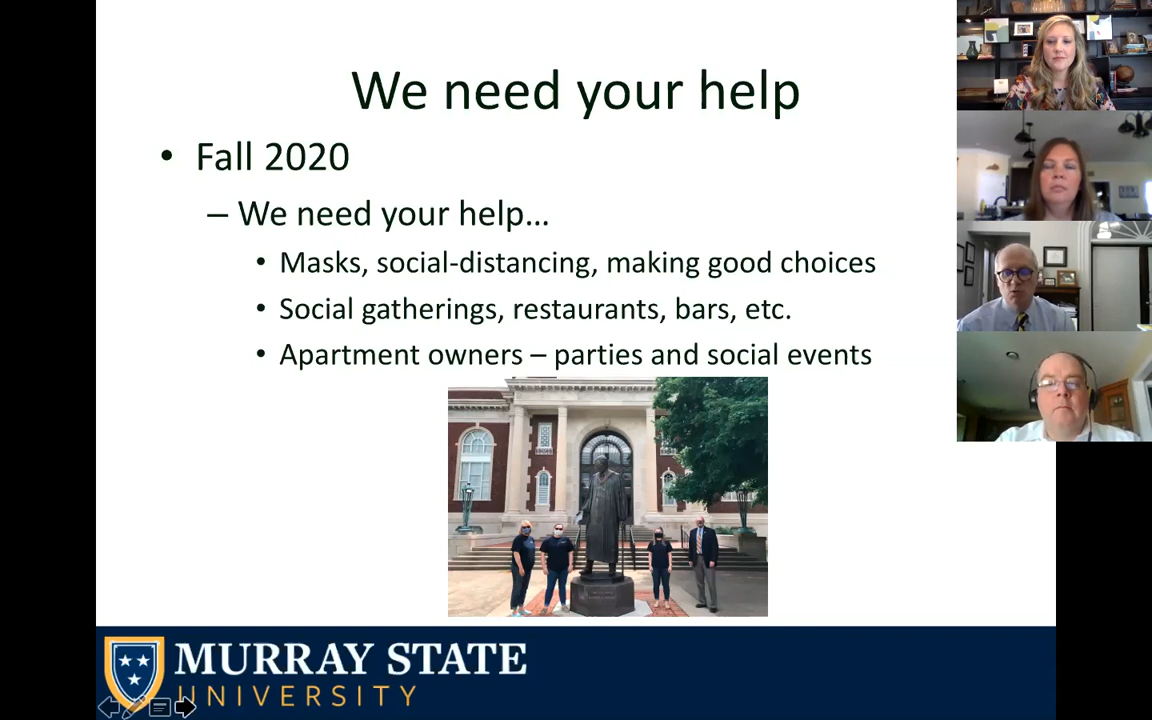 We need your help
• Fall 2020
– We need your help...
• Masks, social-distancing, making good choices
• Social gatherings, restaurants, bars, etc.
• Apartment owners – parties and social events
MURRAY STATE
UNIVERSITY